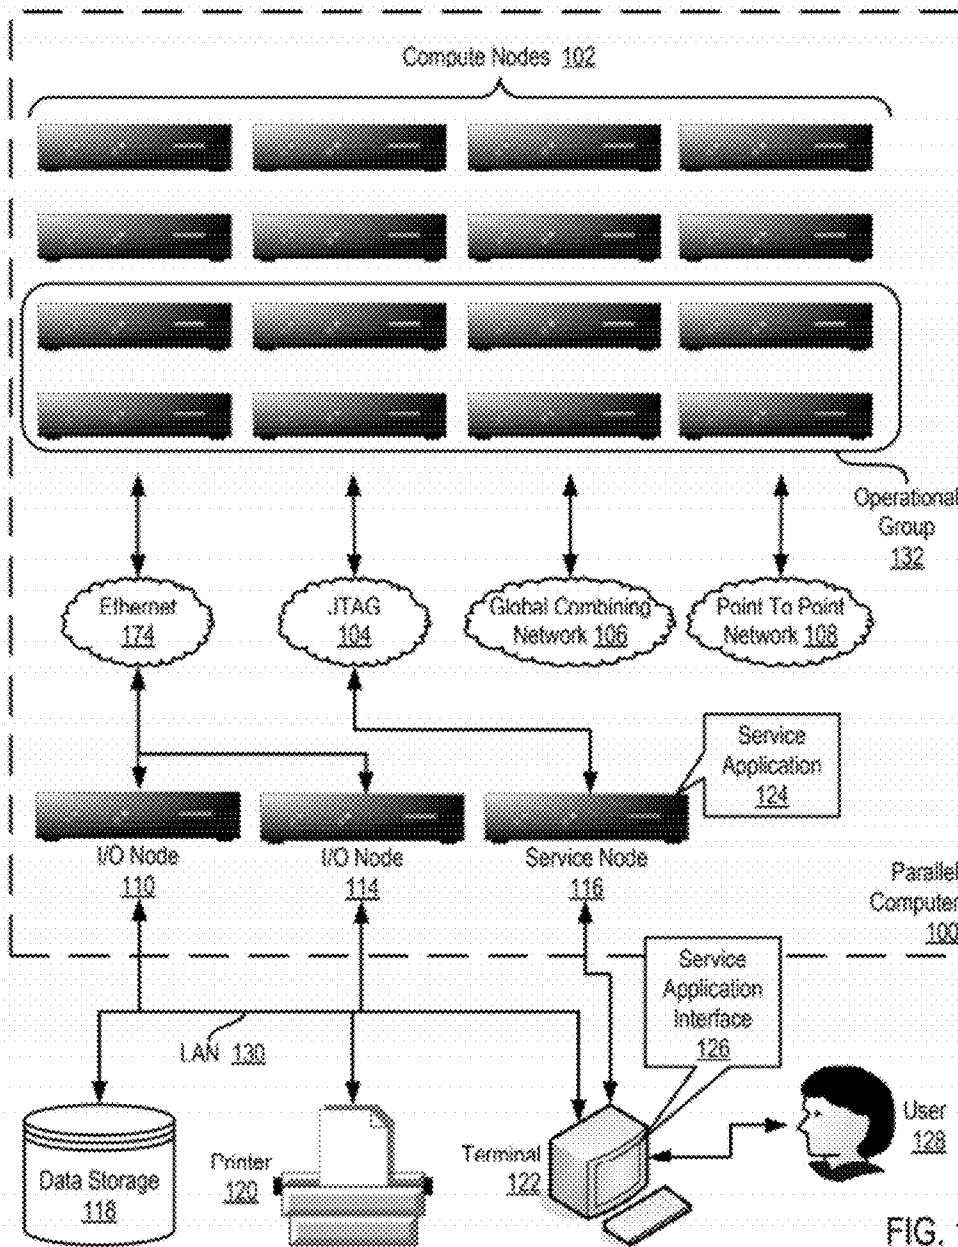 Compute Nodes 102
Operational
Group
132
Ethernet
174
JTAG
104
Global Combining
Network 106
Point To Point
Network 108
Service
Application
124
I/O Node
110
I/O Node
114
Service Node
116
Parallel
Computer
100
Service
Application
Interface
126
LAN 130
Data Storage
118
Printer
120
Terminal
122
User
128
FIG.